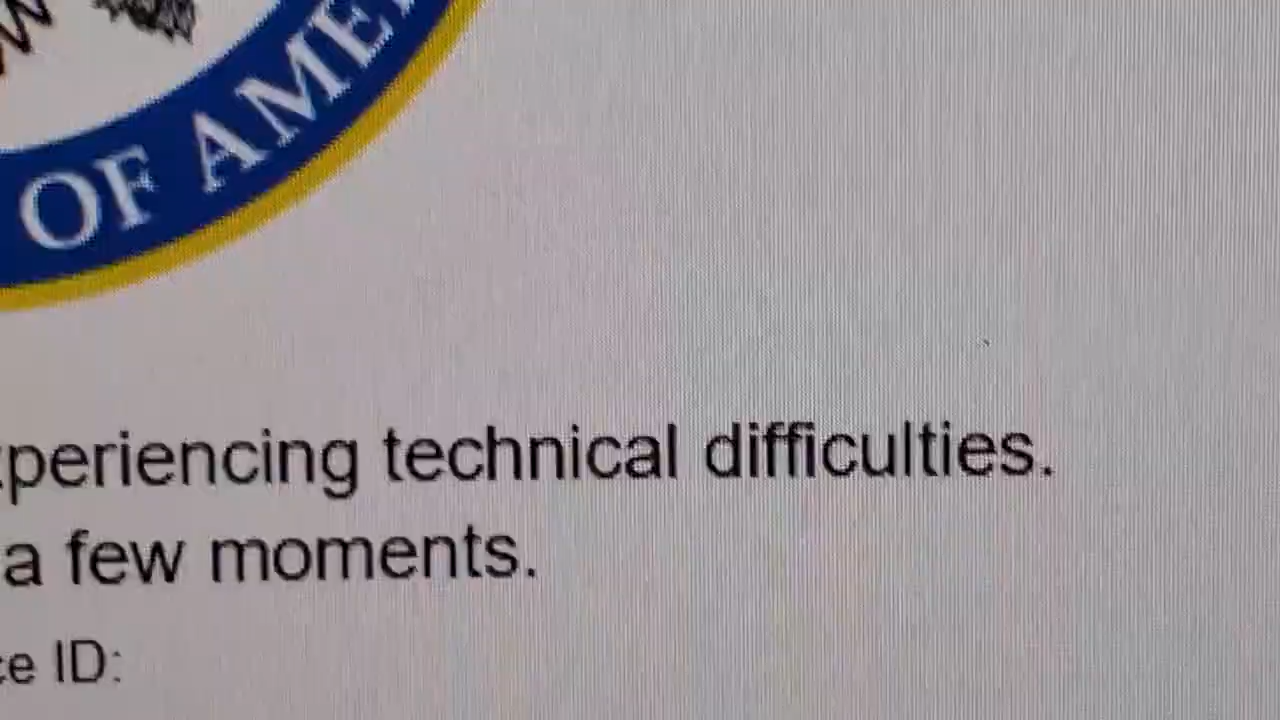 OF AME
xperiencing technical difficulties.
a few moments.
ce ID: